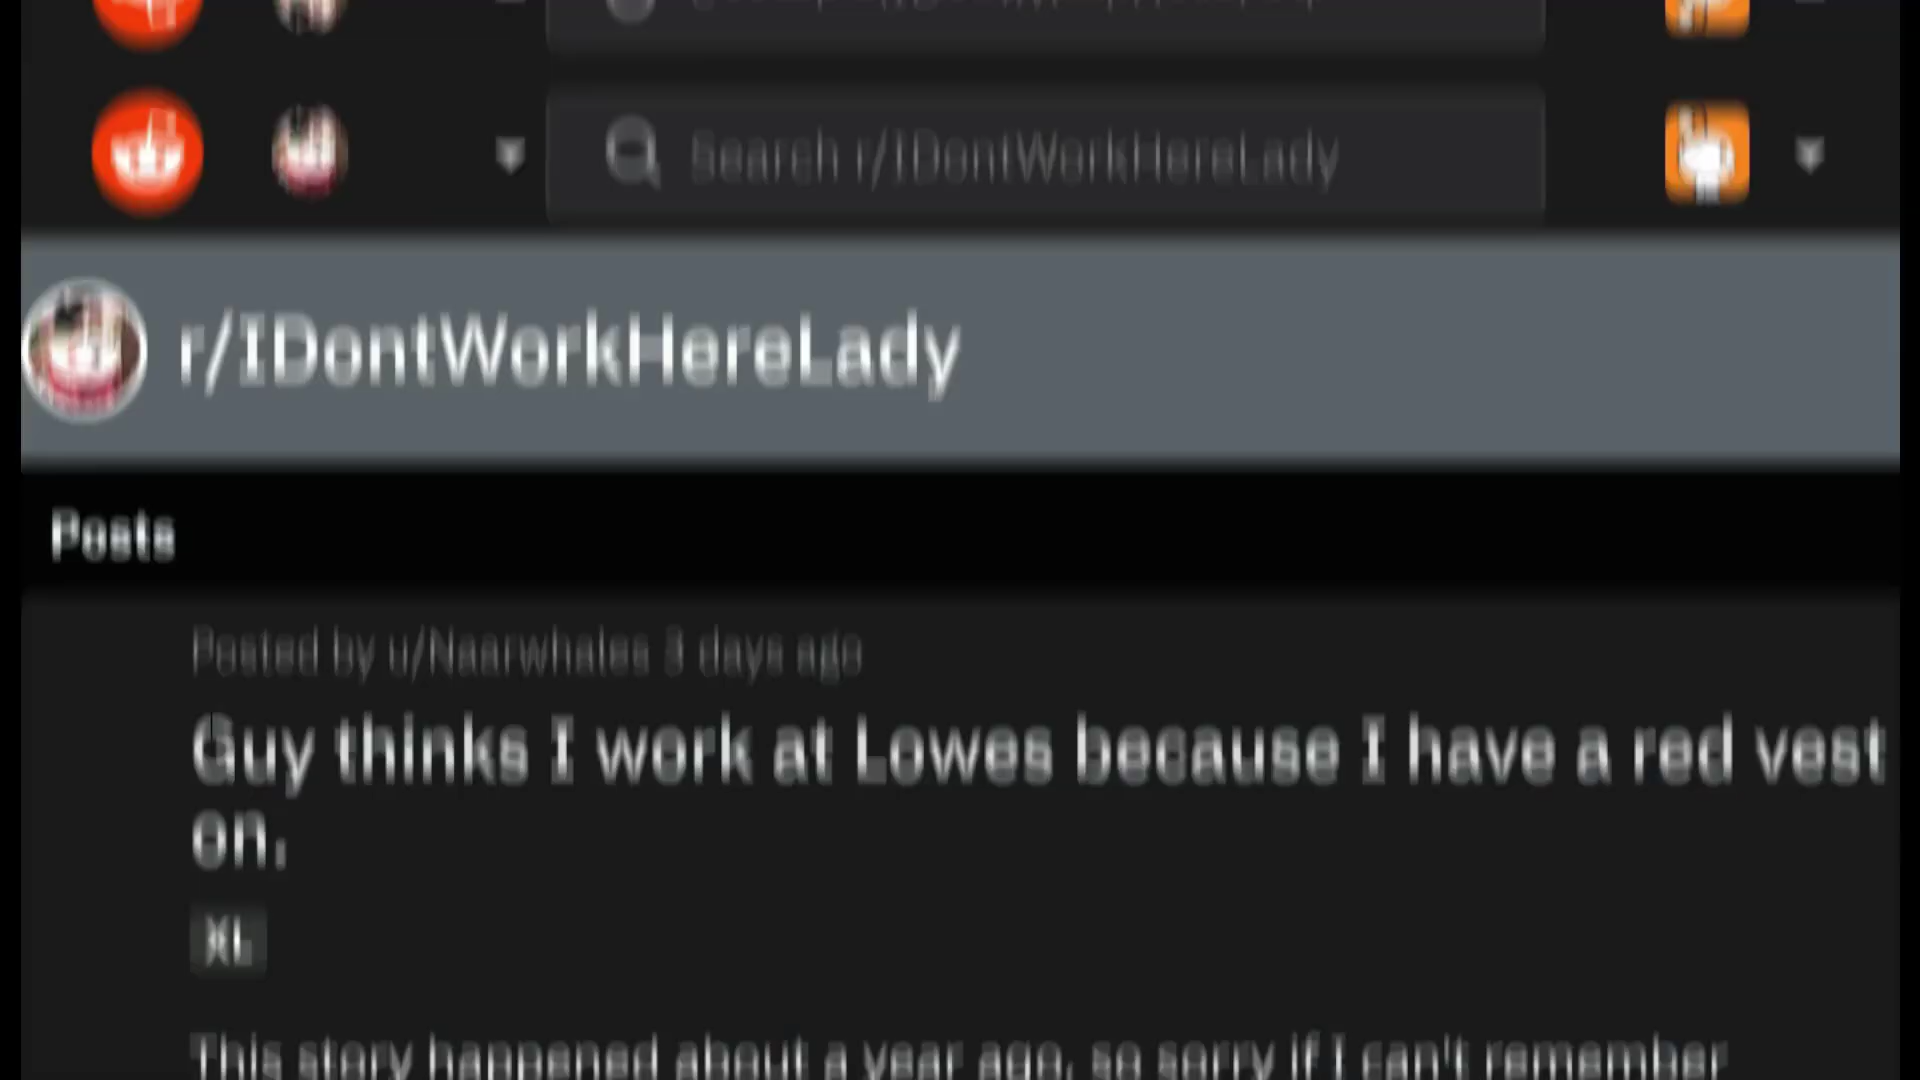 Search r/IDontWorkHereLady
r/IDontWorkHereLady
Posts
Posted by u/Naarwhales 3 days ago
Guy thinks I work at Lowes because I have a red vest
on.
XL
This story happened about a year ago, so sorry if I can't remember